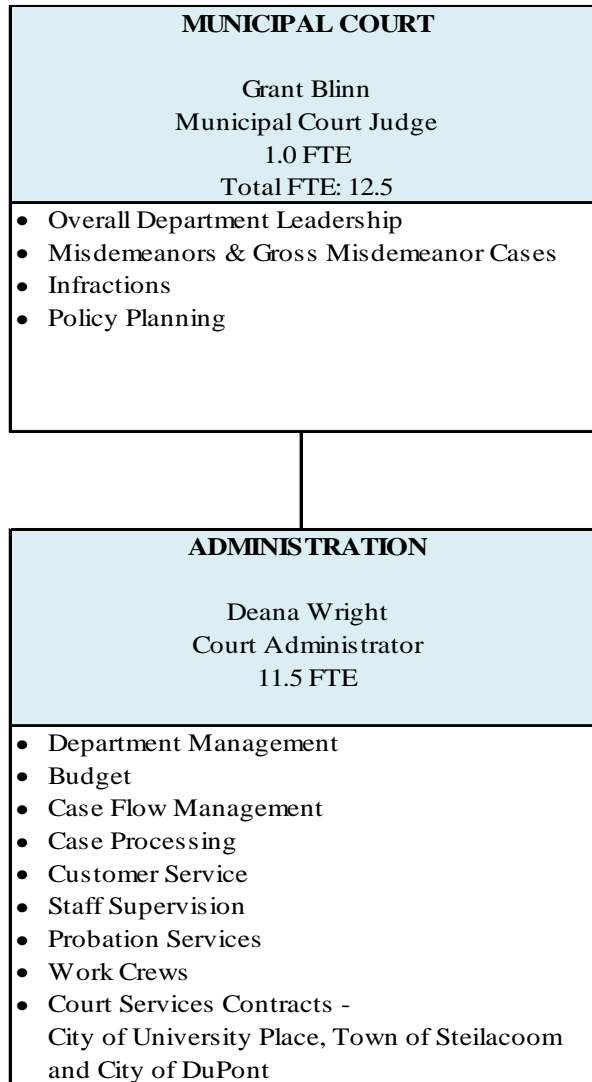 MUNICIPAL COURT
Grant Blinn
Municipal Court Judge
1.0 FTE
Total FTE: 12.5
• Overall Department Leadership
• Misdemeanors & Gross Misdemeanor Cases
• Infractions
• Policy Planning
ADMINISTRATION
Deana Wright
Court Administrator
11.5 FTE
• Department Management
• Budget
• Case Flow Management
• Case Processing
• Customer Service
• Staff Supervision
• Probation Services
• Work Crews
• Court Services Contracts -
City of University Place, Town of Steilacoom
and City of DuPont